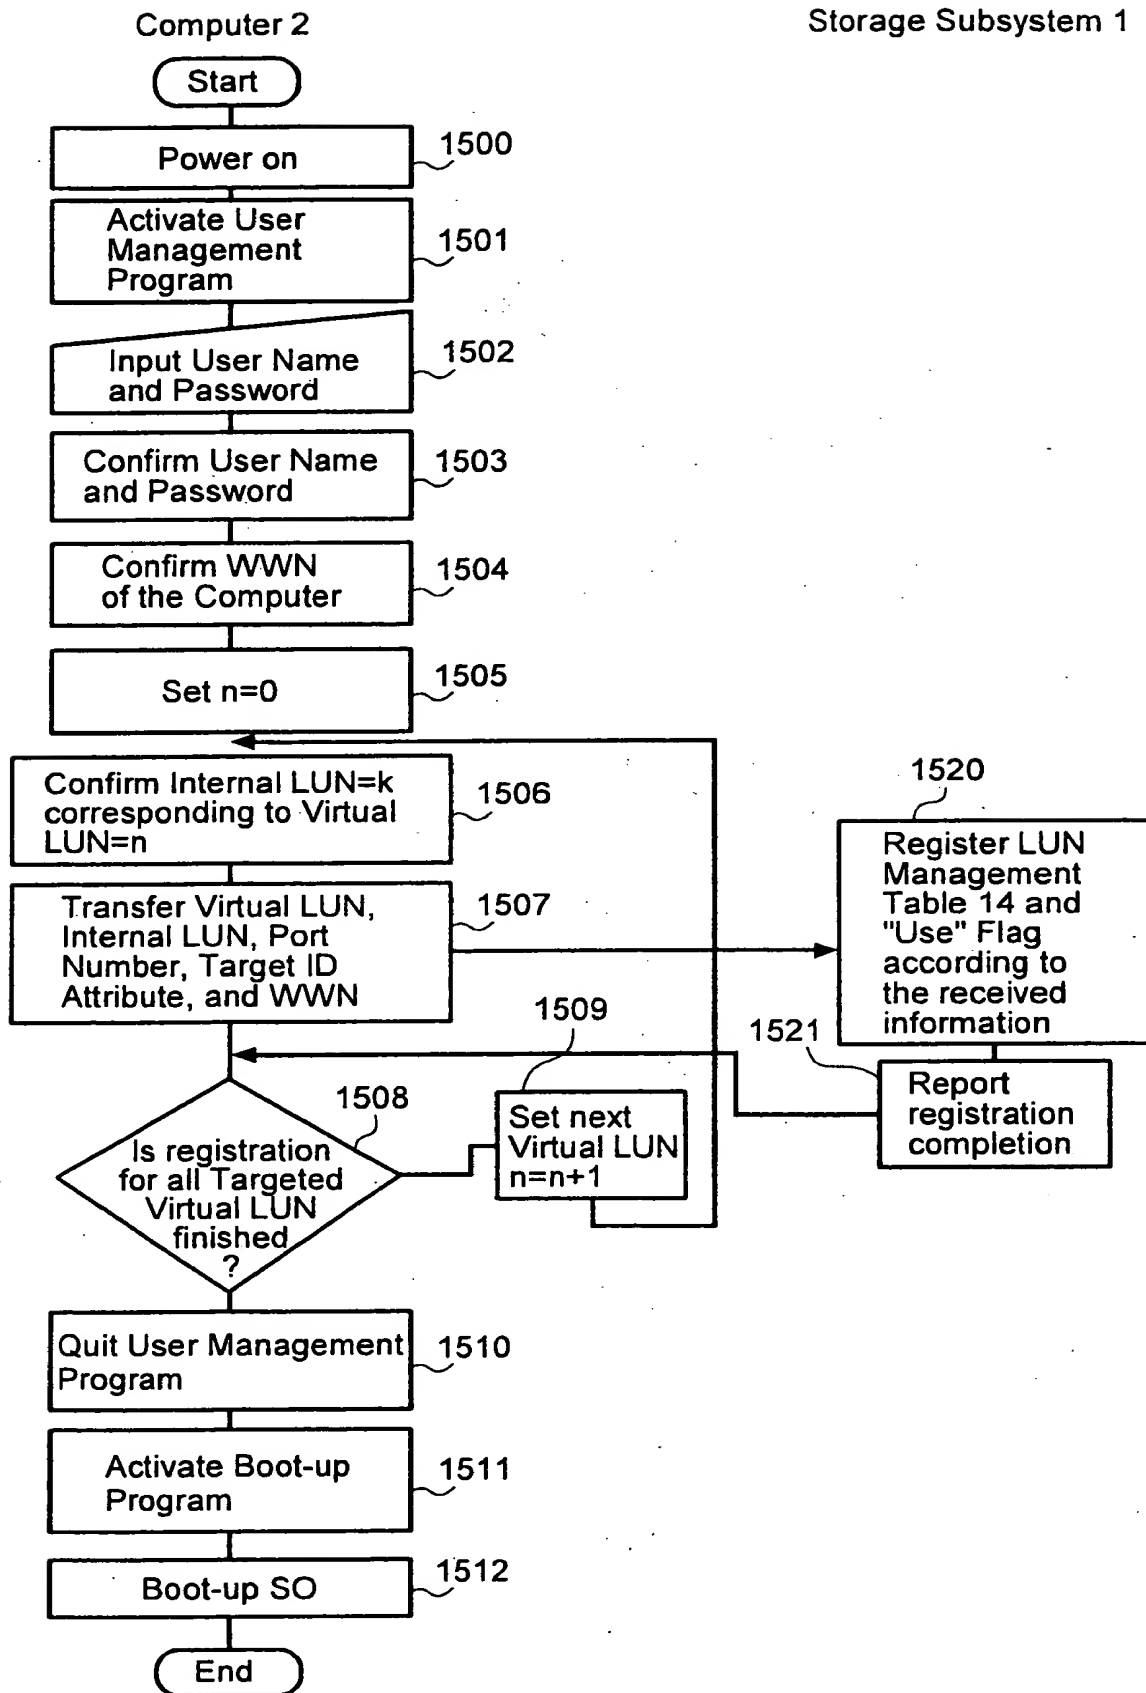 Computer 2
Storage Subsystem 1
Start
Power on
1500
Activate User
Management
Program
1501
Input User Name
and Password
1502
Confirm User Name
and Password
1503
Confirm WWN
of the Computer
1504
Set n=0
1505
Confirm Internal LUN=k
corresponding to Virtual
LUN=n
1506
Transfer Virtual LUN,
Internal LUN, Port
Number, Target ID
Attribute, and WWN
1507
1520
Register LUN
Management
Table 14 and
"Use" Flag
according to
the received
information
1521
Report
registration
completion
1508
Is registration
for all Targeted
Virtual LUN
finished
?
1509
Set next
Virtual LUN
n=n+1
Quit User Management
Program
1510
Activate Boot-up
Program
1511
Boot-up SO
1512
End